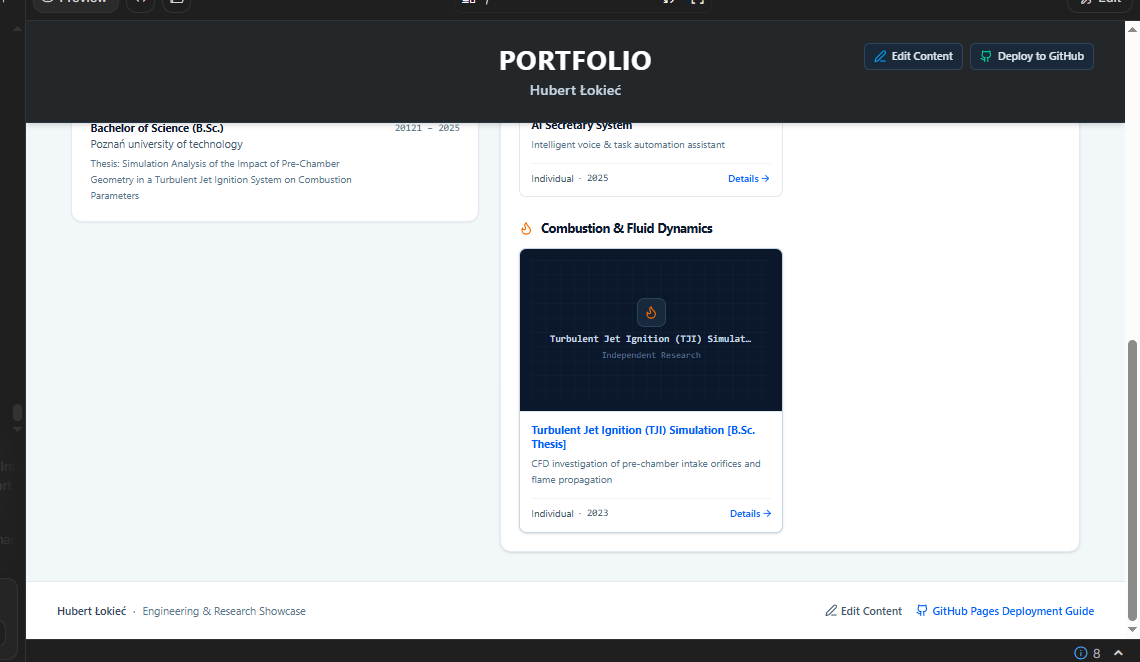 Preview
Edit
PORTFOLIO
Hubert Łokieć
Edit Content
Deploy to GitHub
Bachelor of Science (B.Sc.)
20121 – 2025
Poznań university of technology
Thesis: Simulation Analysis of the Impact of Pre-Chamber
Geometry in a Turbulent Jet Ignition System on Combustion
Parameters
AI Secretary System
Intelligent voice & task automation assistant
Individual · 2025
Details →
Combustion & Fluid Dynamics
Turbulent Jet Ignition (TJI) Simulat…
Independent Research
Turbulent Jet Ignition (TJI) Simulation [B.Sc.
Thesis]
CFD investigation of pre-chamber intake orifices and
flame propagation
Individual · 2023
Details →
Hubert Łokieć · Engineering & Research Showcase
Edit Content
GitHub Pages Deployment Guide
8